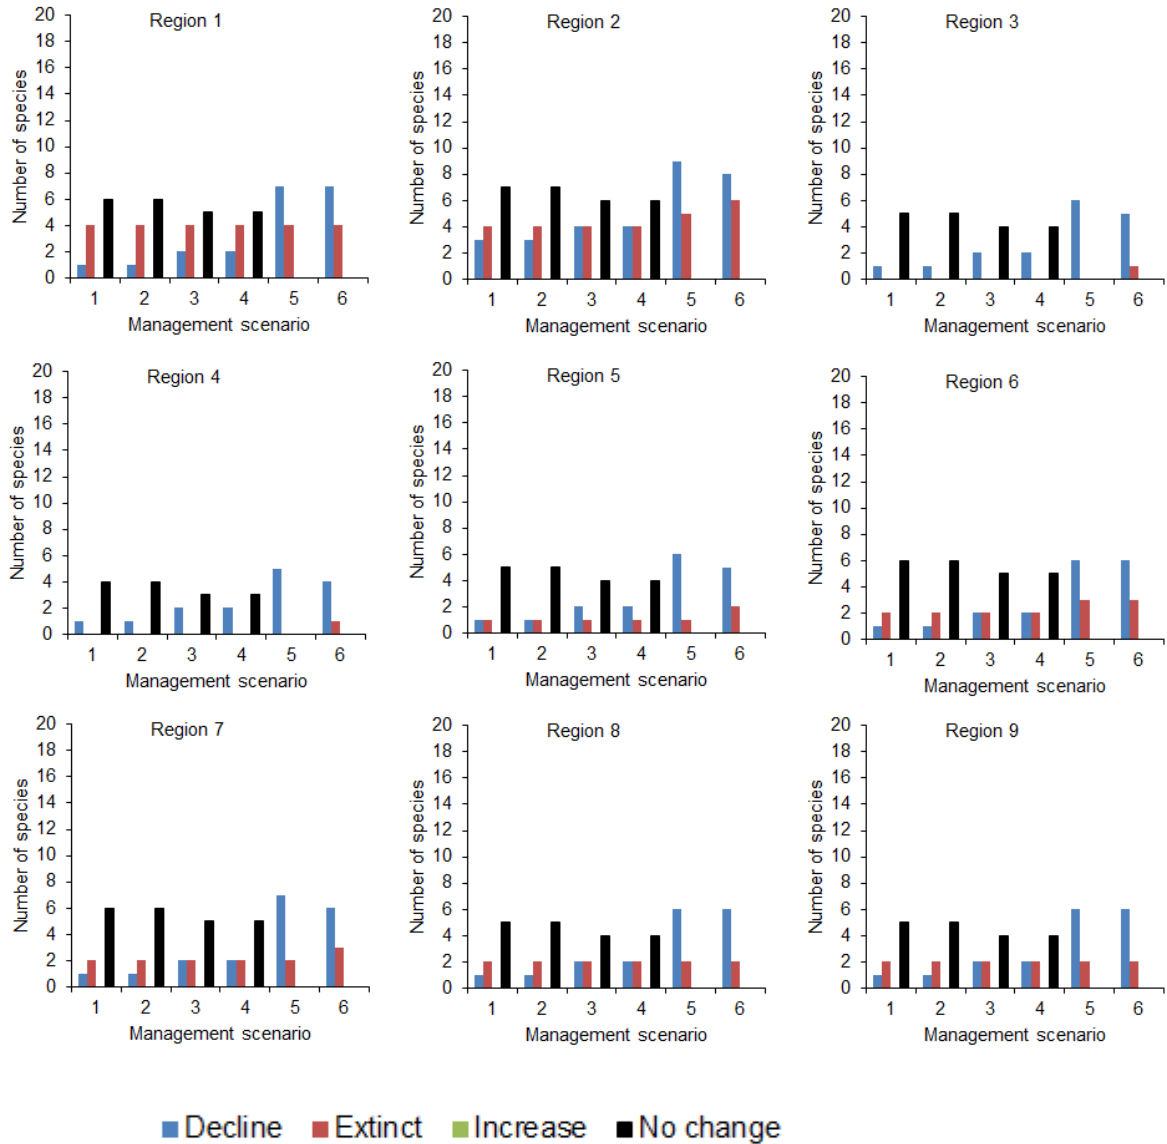 Region 1
Number of species
20
18
16
14
12
10
8
6
4
2
0
1 2 3 4 5 6
Management scenario
Region 2
Number of species
20
18
16
14
12
10
8
6
4
2
0
1 2 3 4 5 6
Management scenario
Region 3
Number of species
20
18
16
14
12
10
8
6
4
2
0
1 2 3 4 5 6
Management scenario
Region 4
Number of species
20
18
16
14
12
10
8
6
4
2
0
1 2 3 4 5 6
Management scenario
Region 5
Number of species
20
18
16
14
12
10
8
6
4
2
0
1 2 3 4 5 6
Management scenario
Region 6
Number of species
20
18
16
14
12
10
8
6
4
2
0
1 2 3 4 5 6
Management scenario
Region 7
Number of species
20
18
16
14
12
10
8
6
4
2
0
1 2 3 4 5 6
Management scenario
Region 8
Number of species
20
18
16
14
12
10
8
6
4
2
0
1 2 3 4 5 6
Management scenario
Region 9
Number of species
20
18
16
14
12
10
8
6
4
2
0
1 2 3 4 5 6
Management scenario
Decline Extinct Increase No change